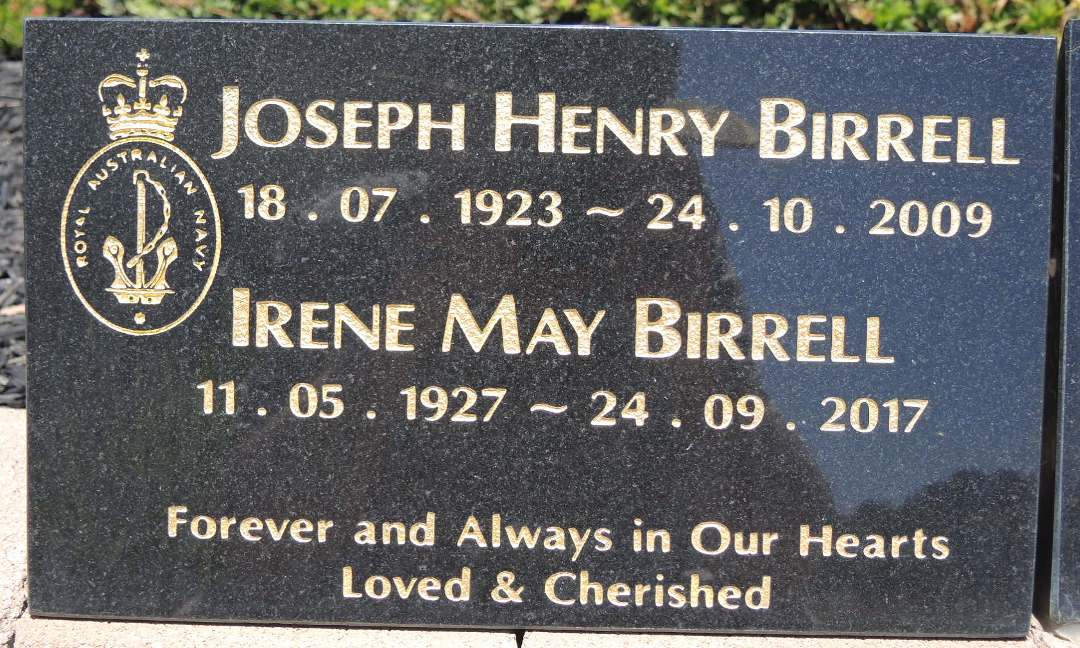 ROYAL AUSTRALIAN NAVY
JOSEPH HENRY BIRRELL
18 . 07 . 1923 ~ 24 . 10 . 2009
IRENE MAY BIRRELL
11 . 05 . 1927 ~ 24 . 09 . 2017
Forever and Always in Our Hearts
Loved & Cherished